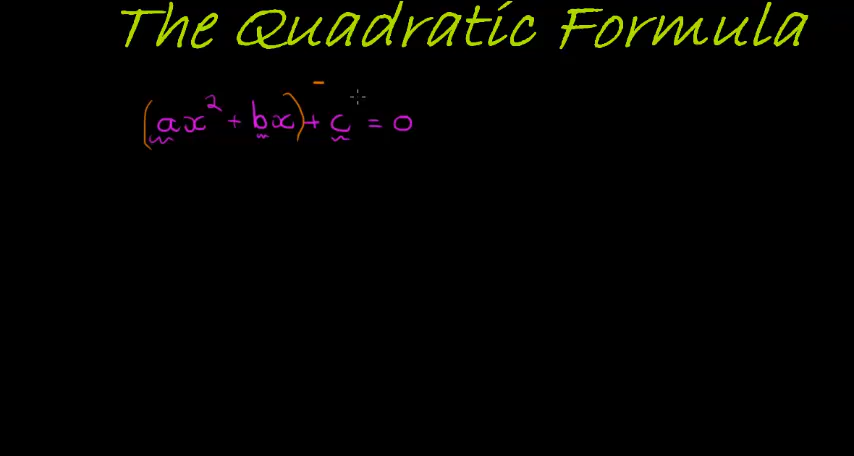 The Quadratic Formula
(ax² + bx) + c = 0
-